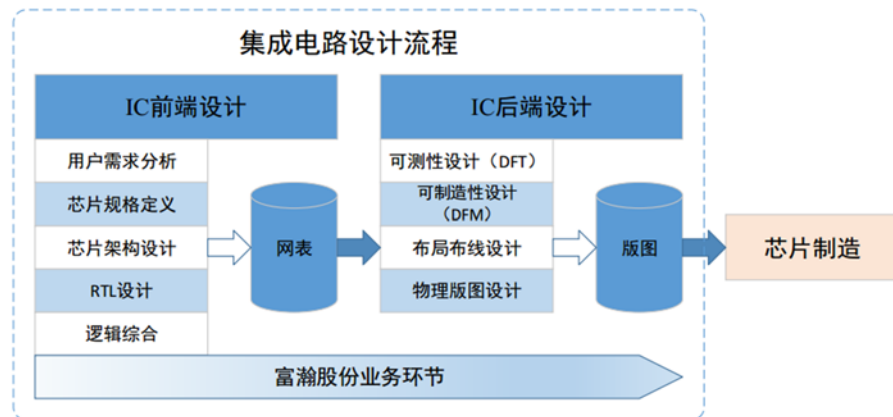 集成电路设计流程
IC前端设计
用户需求分析
芯片规格定义
芯片架构设计
RTL设计
逻辑综合
网表
IC后端设计
可测性设计（DFT）
可制造性设计
（DFM）
布局布线设计
物理版图设计
版图
芯片制造
富瀚股份业务环节